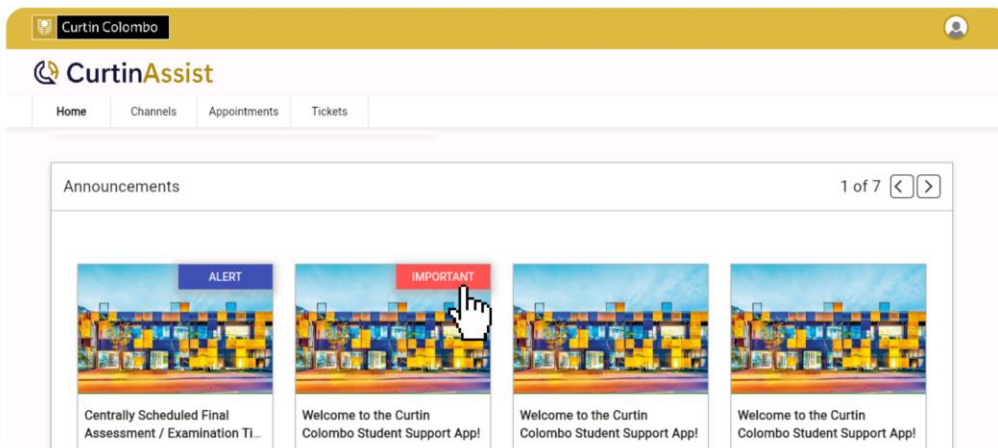 Curtin Colombo
CurtinAssist
Home Channels Appointments Tickets
Announcements 1 of 7
ALERT IMPORTANT
Centrally Scheduled Final
Assessment / Examination Ti...
Welcome to the Curtin
Colombo Student Support App!
Welcome to the Curtin
Colombo Student Support App!
Welcome to the Curtin
Colombo Student Support App!